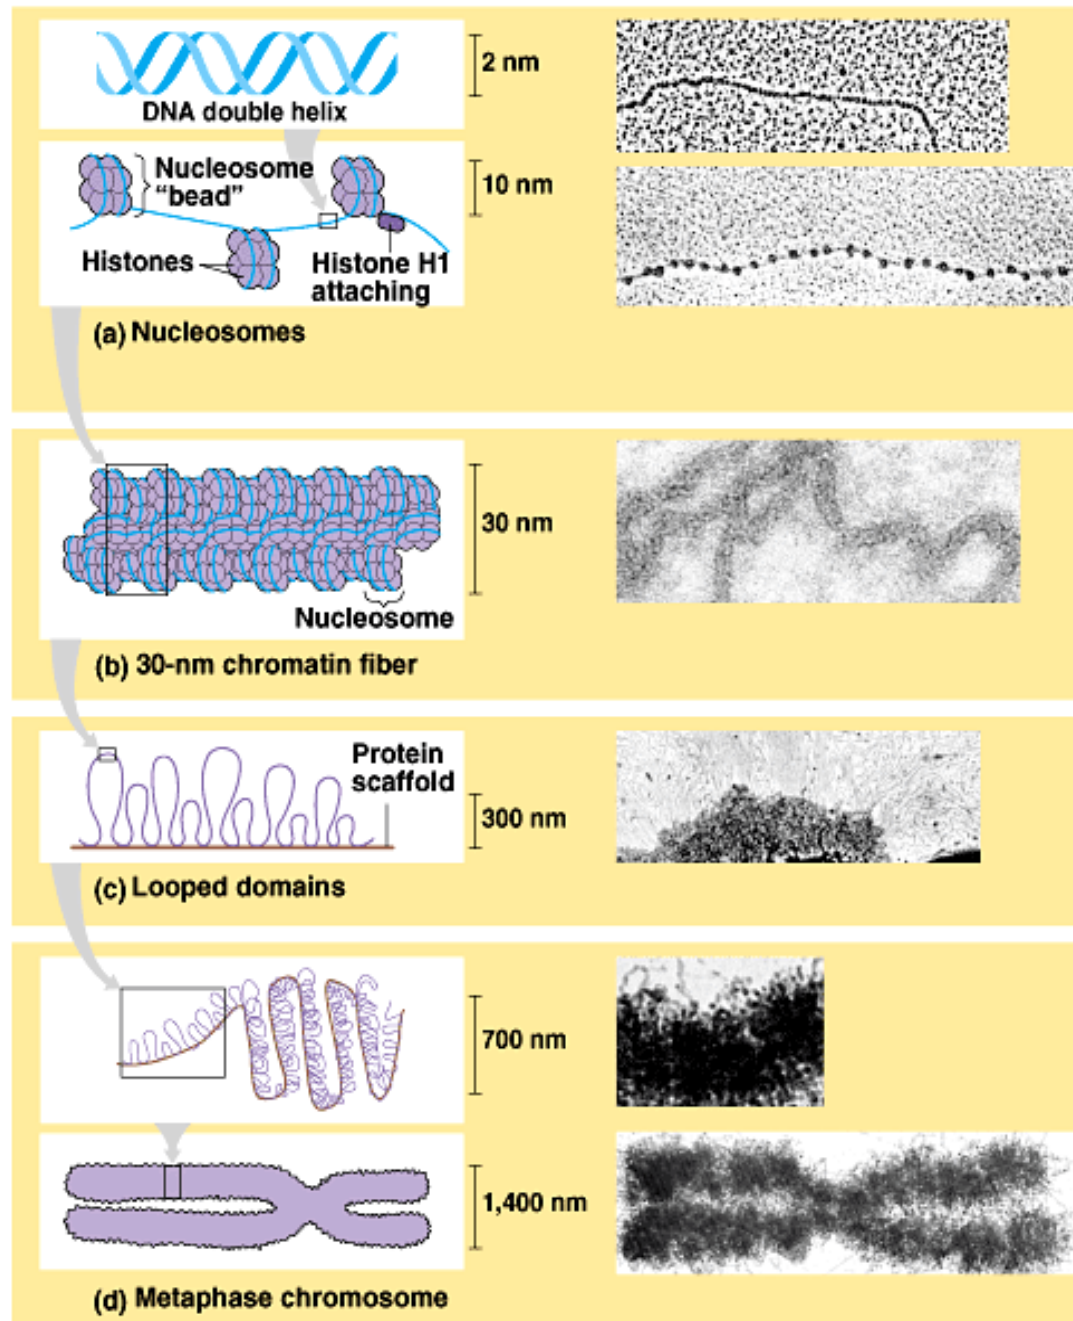 2 nm
DNA double helix
Nucleosome
“bead”
10 nm
Histones
Histone H1
attaching
(a) Nucleosomes
30 nm
Nucleosome
(b) 30-nm chromatin fiber
Protein
scaffold
300 nm
(c) Looped domains
700 nm
1,400 nm
(d) Metaphase chromosome